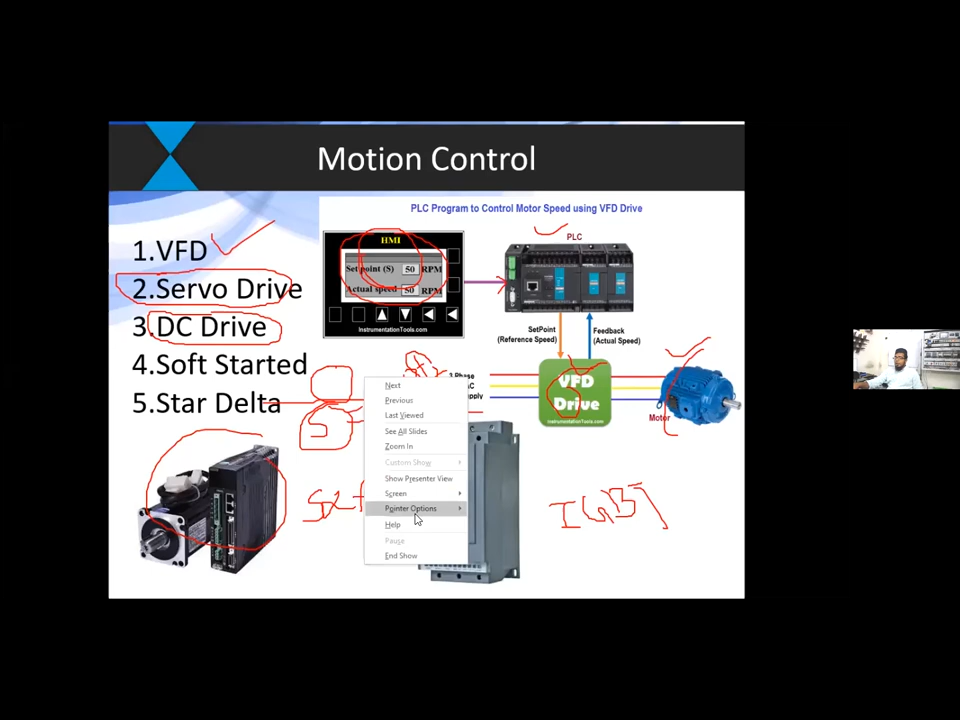 Motion Control
PLC Program to Control Motor Speed using VFD Drive
1.VFD
2.Servo Drive
3.DC Drive
4.Soft Started
5.Star Delta
HMI
Set point (S) 50 RPM
Actual speed 50 RPM
InstrumentationTools.com
PLC
SetPoint
(Reference Speed)
Feedback
(Actual Speed)
3 Phase
VFD
Drive
InstrumentationTools.com
Motor
Next
Previous
Last Viewed
See All Slides
Zoom In
Custom Show
Show Presenter View
Screen
Pointer Options
Help
Pause
End Show
IGBT